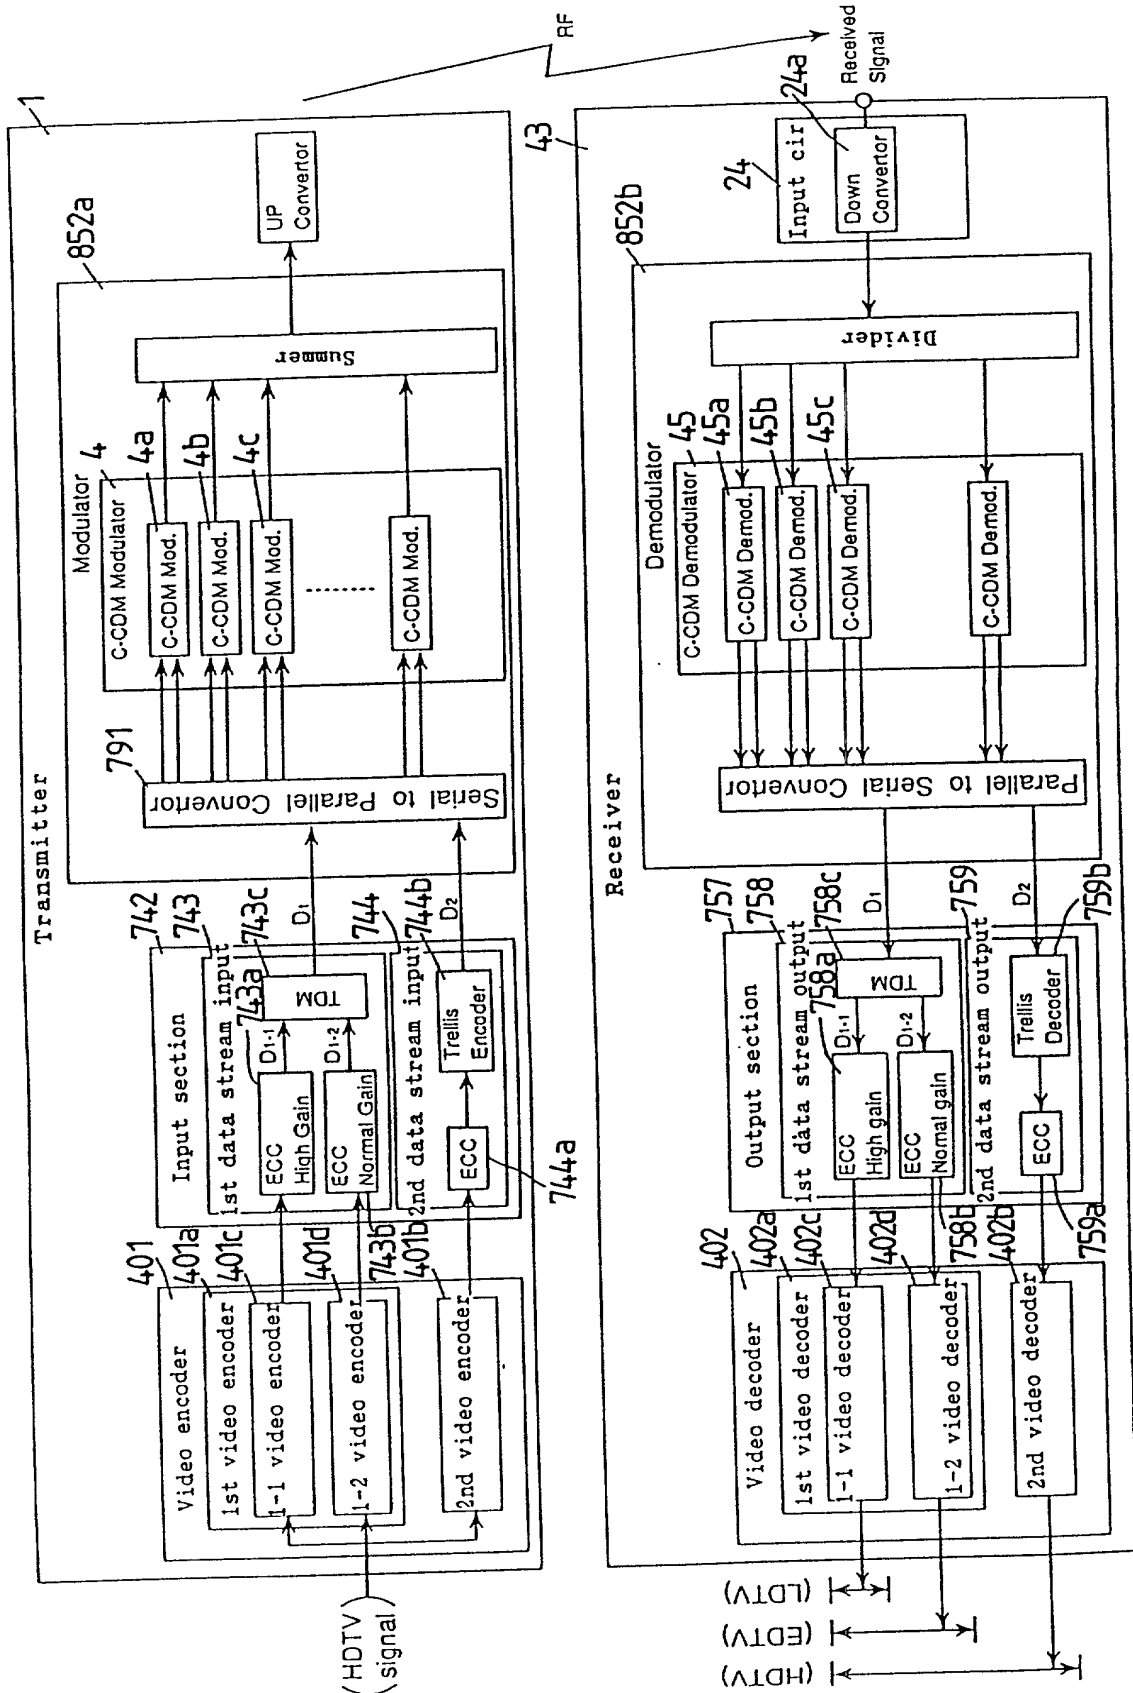 Transmitter
1
(HDTV signal)
Video encoder
401
1st video encoder
401a
1-1 video encoder
401c
1-2 video encoder
401d
2nd video encoder
401b
Input section
742
1st data stream input
743
ECC
High Gain
743a
ECC
Normal Gain
743b
D1-1
D1-2
TDM
743c
2nd data stream input
744
ECC
744a
Trellis
Encoder
744b
D1
D2
Modulator
852a
Serial to Parallel Convertor
791
C-CDM Modulator
4
C-CDM Mod.
4a
C-CDM Mod.
4b
C-CDM Mod.
4c
C-CDM Mod.
Summer
UP
Convertor
RF
Receiver
43
Received
Signal
Input cir
24
Down
Convertor
24a
Demodulator
852b
Divider
C-CDM Demodulator
45
C-CDM Demod.
45a
C-CDM Demod.
45b
C-CDM Demod.
45c
C-CDM Demod.
Parallel to Serial Convertor
D1
D2
Output section
757
1st data stream output
758
TDM
758c
D1-1
D1-2
ECC
High gain
758a
ECC
Nomal gain
758b
2nd data stream output
759
Trellis
Decoder
759b
ECC
759a
Video decoder
402
1st video decoder
402a
1-1 video decoder
402c
1-2 video decoder
402d
2nd video decoder
402b
(LDTV)
(EDTV)
(HDTV)